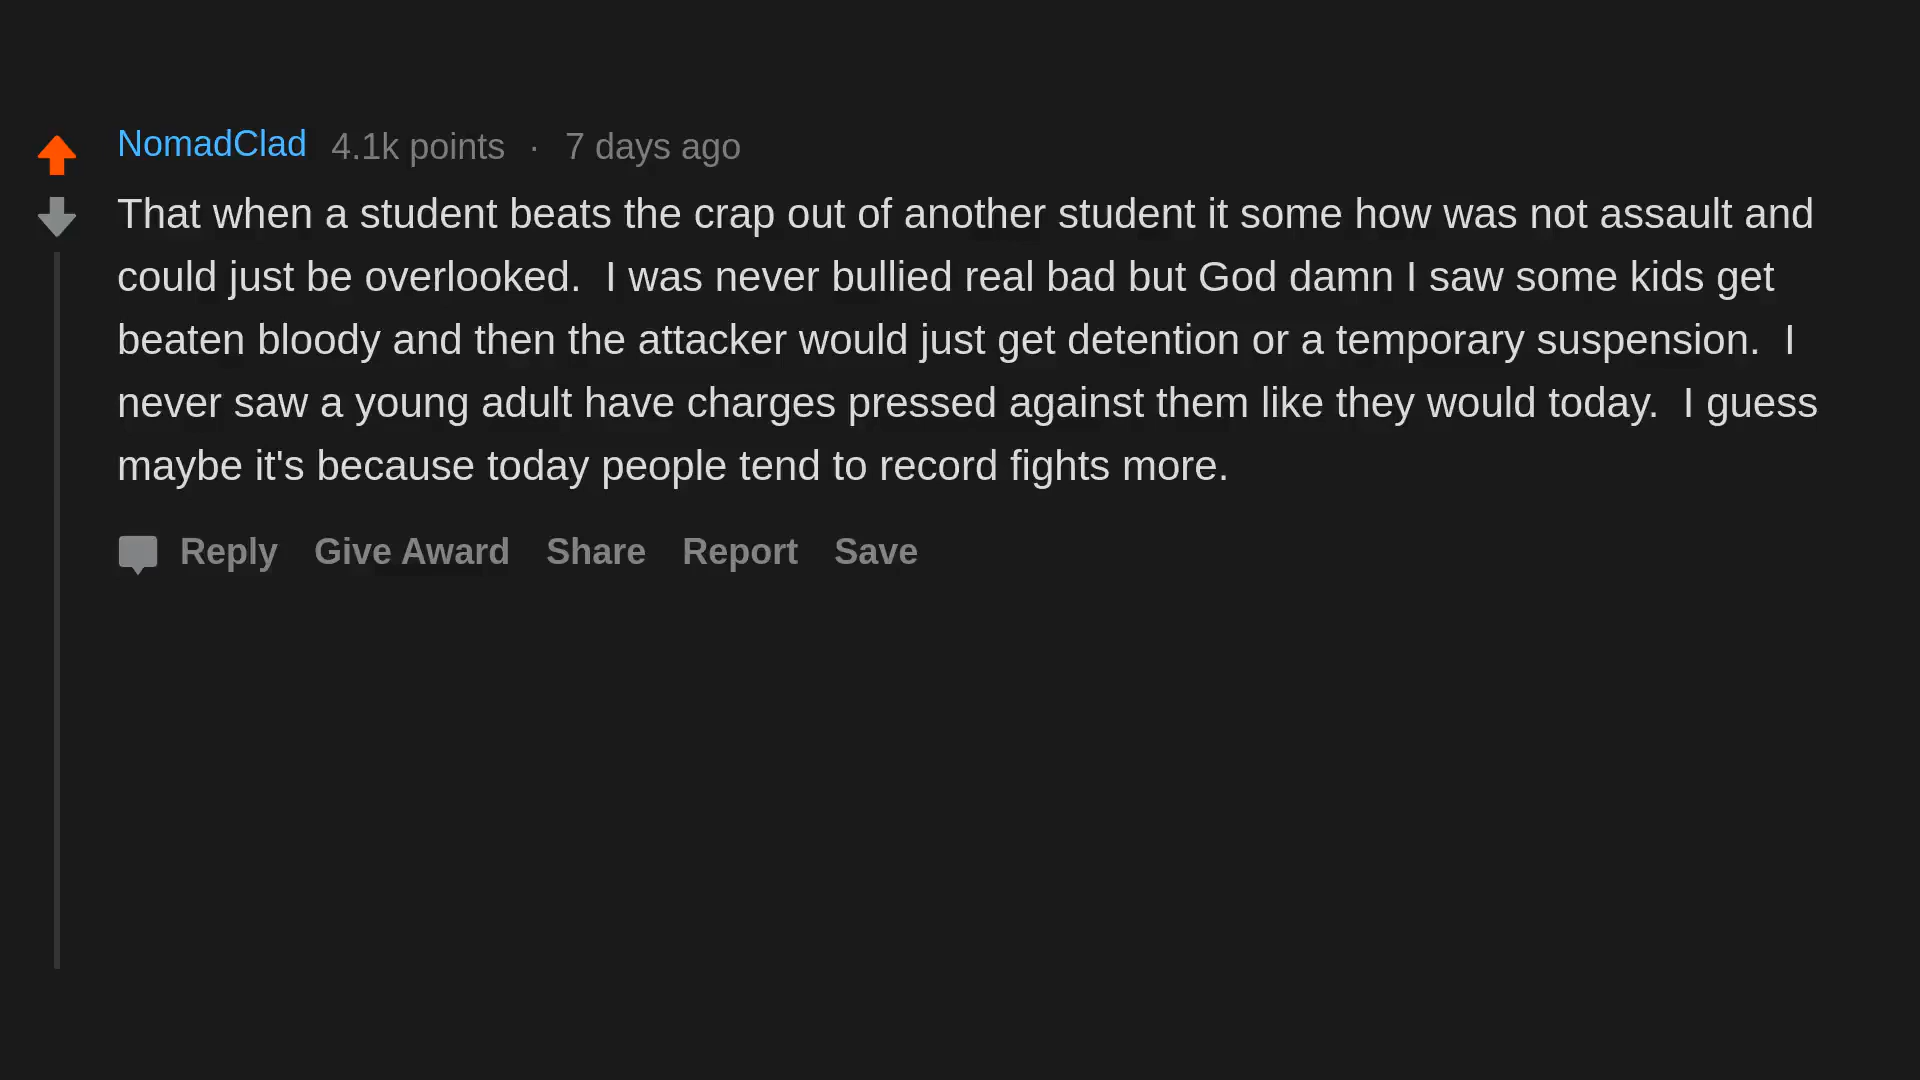 NomadClad 4.1k points · 7 days ago
That when a student beats the crap out of another student it some how was not assault and
could just be overlooked.  I was never bullied real bad but God damn I saw some kids get
beaten bloody and then the attacker would just get detention or a temporary suspension.  I
never saw a young adult have charges pressed against them like they would today.  I guess
maybe it's because today people tend to record fights more.
Reply Give Award Share Report Save